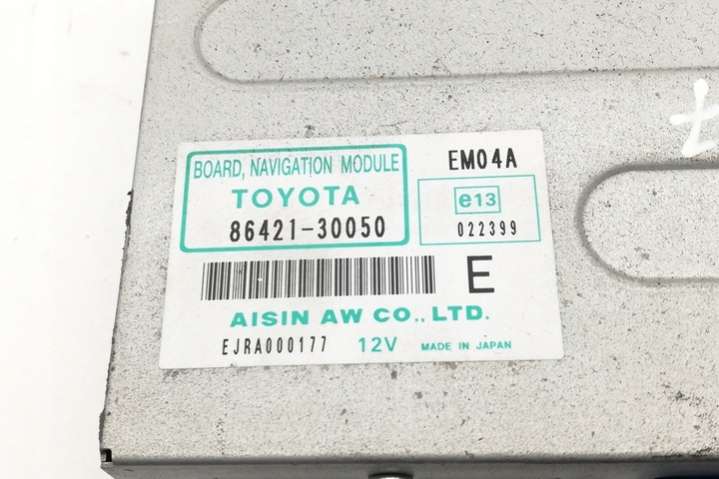 BOARD, NAVIGATION MODULE
TOYOTA
86421-30050
EM04A
e13
022399
E
AISIN AW CO., LTD.
EJRA000177 12V MADE IN JAPAN